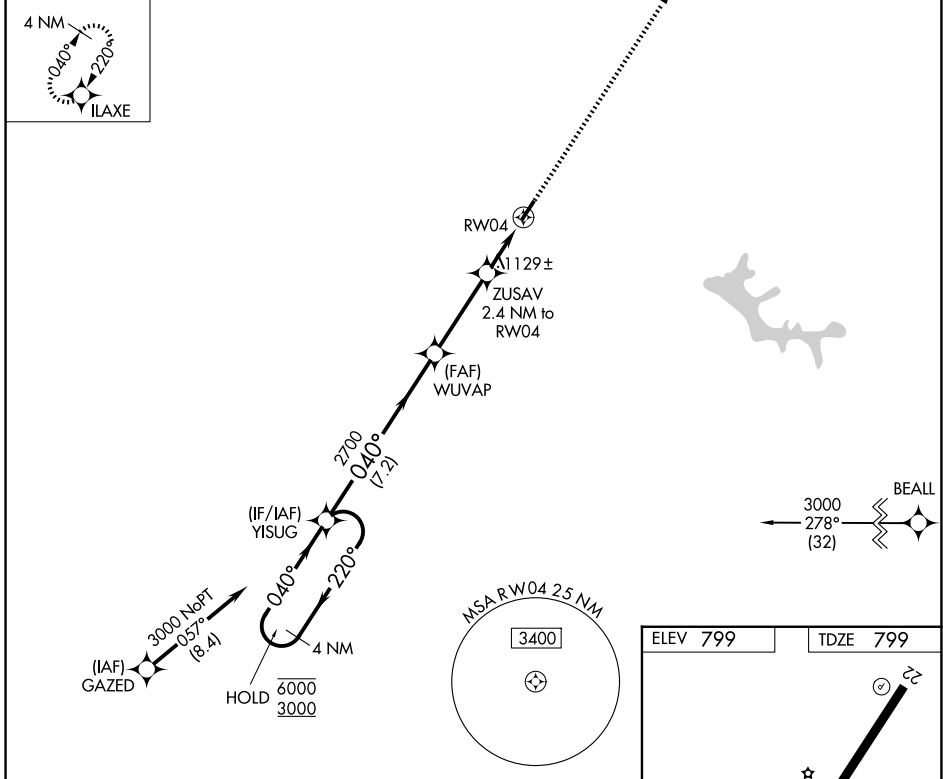 4 NM
040°
220°
ILAXE
RW04
1129±
ZUSAV
2.4 NM to
RW04
(FAF)
WUVAP
2700
040°
(7.2)
(IF/IAF)
YISUG
BEALL
3000
278°
(32)
040°
220°
3000 NoPT
057°
(8.4)
4 NM
(IAF)
GAZED
HOLD
6000
3000
MSA RW04 25 NM
3400
ELEV 799
TDZE 799
22